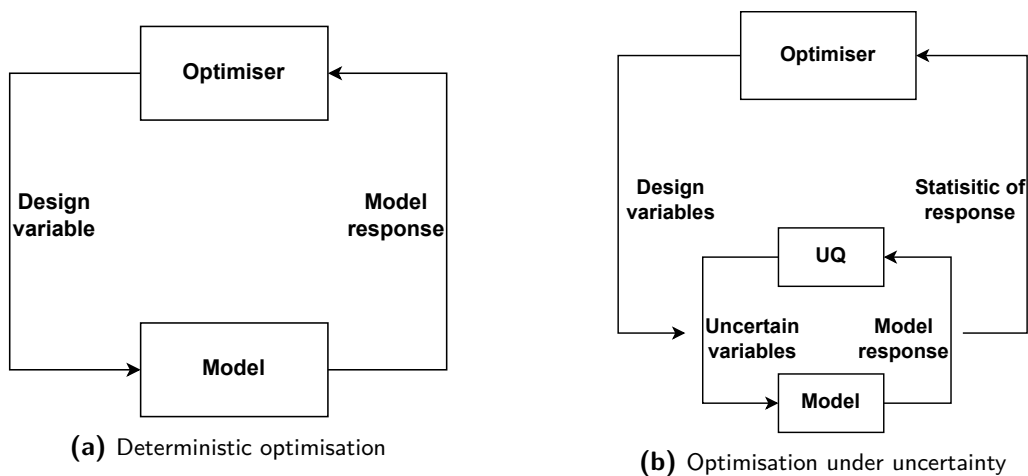 Optimiser
Design
variable
Model
response
Model
(a) Deterministic optimisation
Optimiser
Design
variables
Statisitic of
response
UQ
Uncertain
variables
Model
response
Model
(b) Optimisation under uncertainty